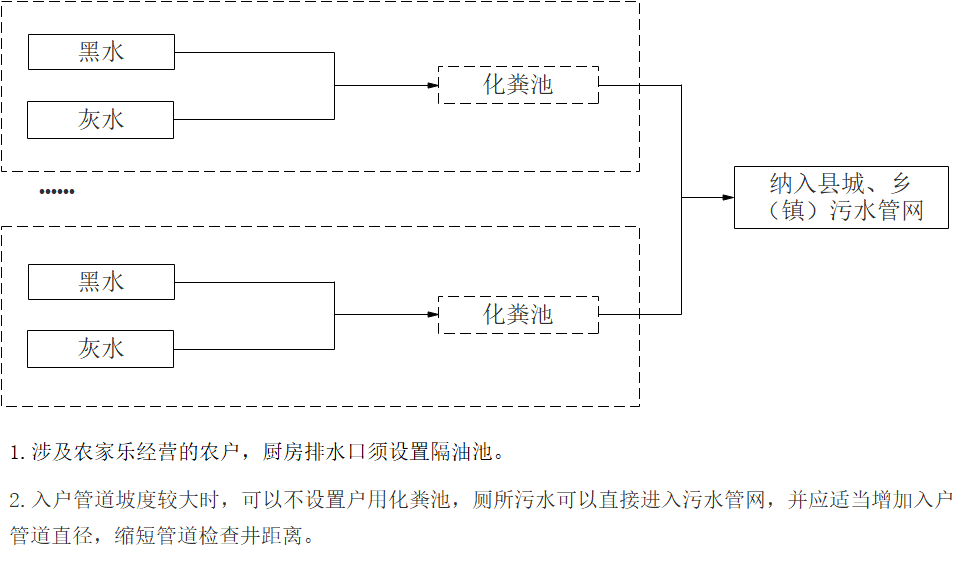 黑水
化粪池
灰水
••••••
纳入县城、乡
（镇）污水管网
黑水
化粪池
灰水
1.涉及农家乐经营的农户，厨房排水口须设置隔油池。
2.入户管道坡度较大时，可以不设置户用化粪池，厕所污水可以直接进入污水管网，并应适当增加入户
管道直径，缩短管道检查井距离。